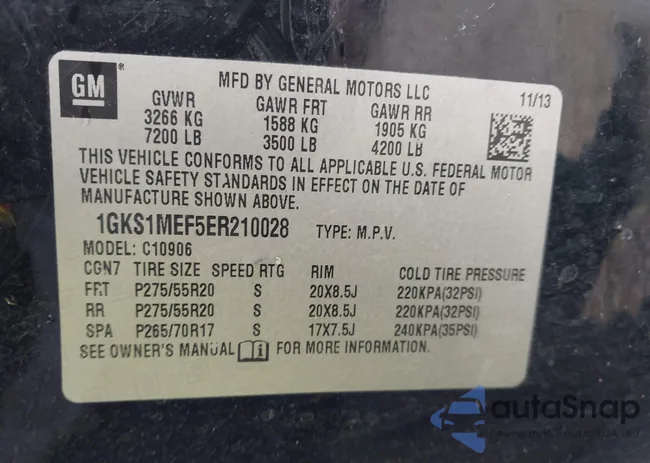 GM
MFD BY GENERAL MOTORS LLC
GVWR GAWR FRT GAWR RR 11/13
3266 KG 1588 KG 1905 KG
7200 LB 3500 LB 4200 LB
THIS VEHICLE CONFORMS TO ALL APPLICABLE U.S. FEDERAL MOTOR
VEHICLE SAFETY STANDARDS IN EFFECT ON THE DATE OF
MANUFACTURE SHOWN ABOVE.
1GKS1MEF5ER210028 TYPE: M.P.V.
MODEL: C10906
CGN7 TIRE SIZE SPEED RTG RIM COLD TIRE PRESSURE
FRT P275/55R20 S 20X8.5J 220KPA(32PSI)
RR P275/55R20 S 20X8.5J 220KPA(32PSI)
SPA P265/70R17 S 17X7.5J 240KPA(35PSI)
SEE OWNER'S MANUAL FOR MORE INFORMATION.
autoSnap